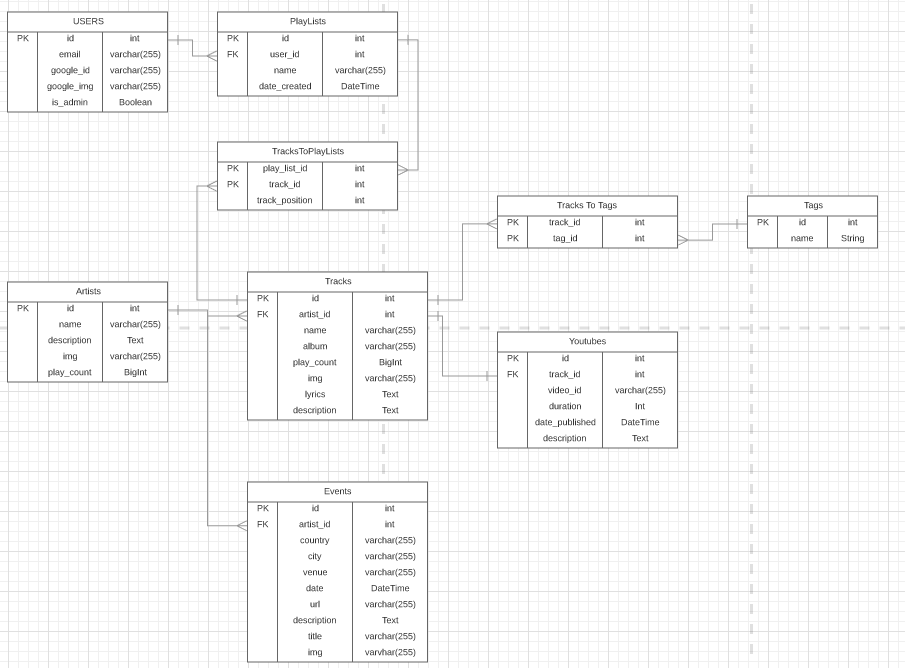 USERS
PK id int
email varchar(255)
google_id varchar(255)
google_img varchar(255)
is_admin Boolean
PlayLists
PK id int
FK user_id int
name varchar(255)
date_created DateTime
TracksToPlayLists
PK play_list_id int
PK track_id int
track_position int
Tracks To Tags
PK track_id int
PK tag_id int
Tags
PK id int
name String
Artists
PK id int
name varchar(255)
description Text
img varchar(255)
play_count BigInt
Tracks
PK id int
FK artist_id int
name varchar(255)
album varchar(255)
play_count BigInt
img varchar(255)
lyrics Text
description Text
Youtubes
PK id int
FK track_id int
video_id varchar(255)
duration Int
date_published DateTime
description Text
Events
PK id int
FK artist_id int
country varchar(255)
city varchar(255)
venue varchar(255)
date DateTime
url varchar(255)
description Text
title varchar(255)
img varvhar(255)